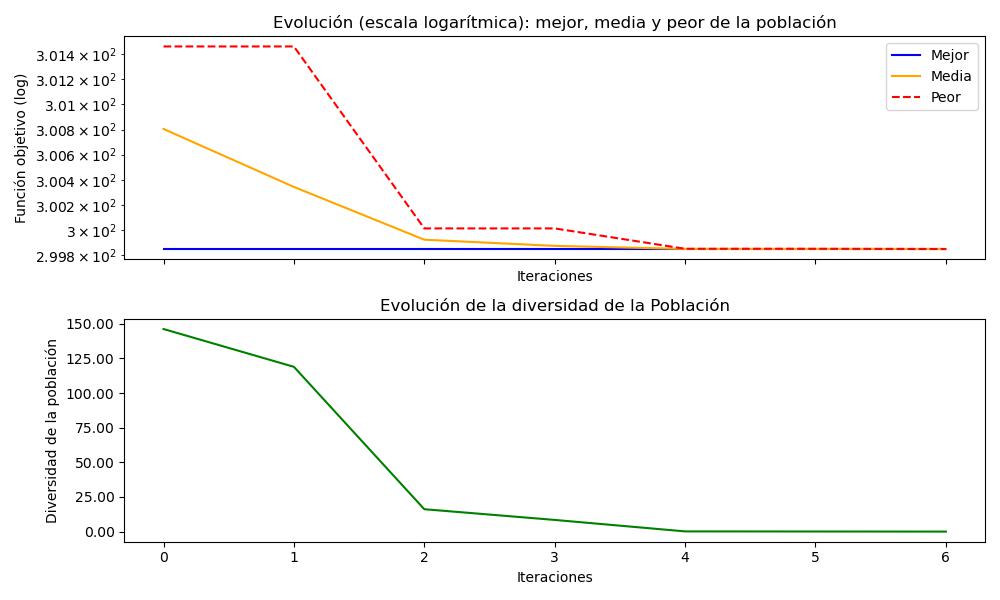 Evolución (escala logarítmica): mejor, media y peor de la población
Función objetivo (log)
3.014 × 10²
3.012 × 10²
3.01 × 10²
3.008 × 10²
3.006 × 10²
3.004 × 10²
3.002 × 10²
3 × 10²
2.998 × 10²
Mejor
Media
Peor
Iteraciones
Evolución de la diversidad de la Población
Diversidad de la población
150.00
125.00
100.00
75.00
50.00
25.00
0.00
0 1 2 3 4 5 6
Iteraciones